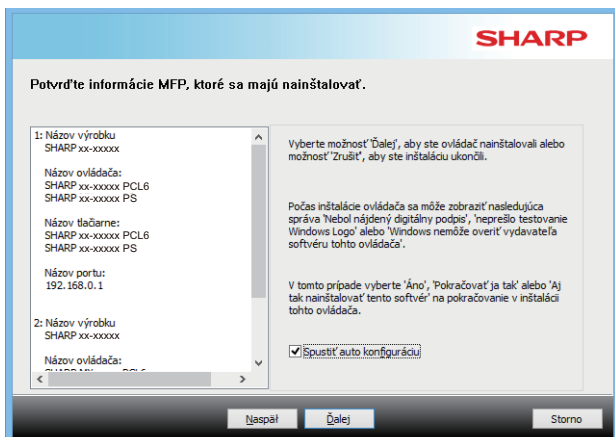 SHARP
Potvrďte informácie MFP, ktoré sa majú nainštalovať.
1: Názov výrobku
SHARP xx-xxxxx
Názov ovládača:
SHARP xx-xxxxx PCL6
SHARP xx-xxxxx PS
Názov tlačiarne:
SHARP xx-xxxxx PCL6
SHARP xx-xxxxx PS
Názov portu:
192.168.0.1
2: Názov výrobku
SHARP xx-xxxxx
Názov ovládača:
Vyberte možnosť 'Ďalej', aby ste ovládač nainštalovali alebo
možnosť 'Zrušiť', aby ste inštaláciu ukončili.
Počas inštalácie ovládača sa môže zobraziť nasledujúca
správa 'Nebol nájdený digitálny podpis', 'neprešlo testovanie
Windows Logo' alebo 'Windows nemôže overiť vydavateľa
softvéru tohto ovládača'.
V tomto prípade vyberte 'Áno', 'Pokračovať ja tak' alebo 'Aj
tak nainštalovať tento softvér' na pokračovanie v inštalácii
tohto ovládača.
Spustiť auto konfiguráciu
Naspäť
Ďalej
Storno